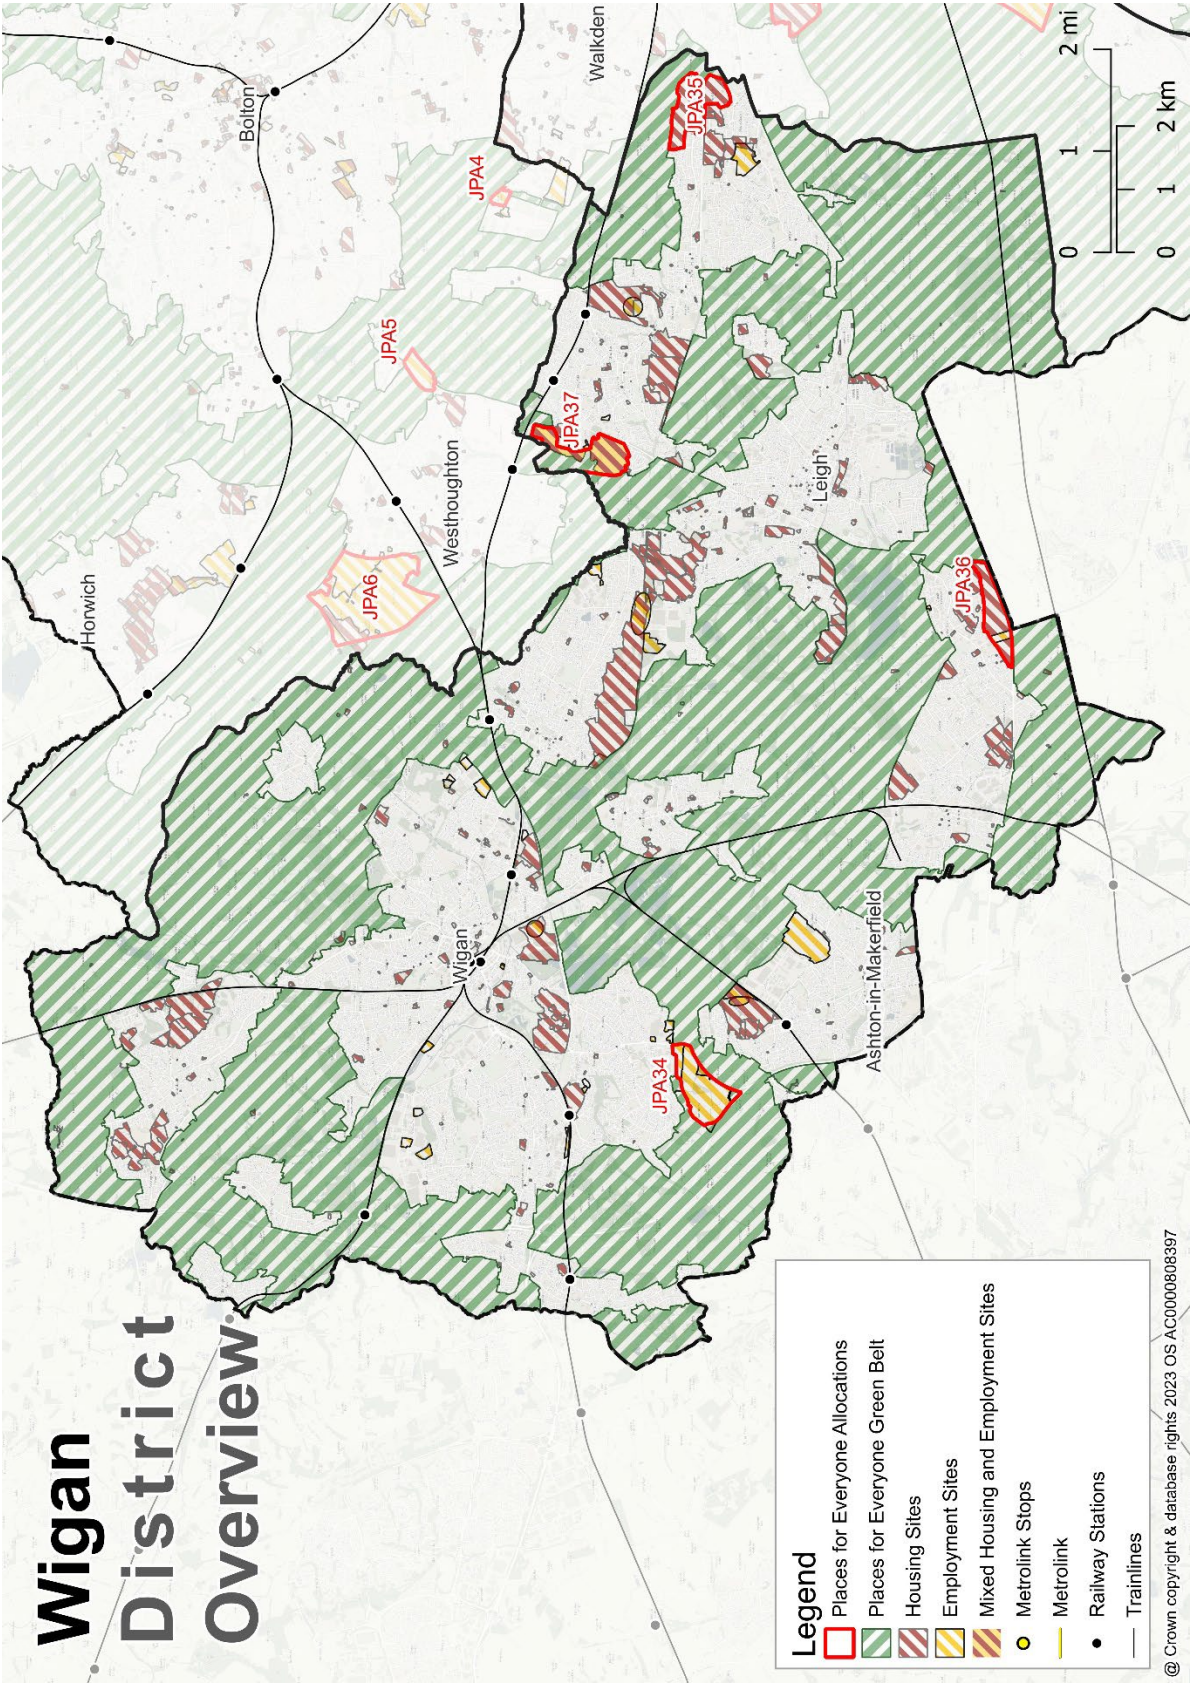 Wigan
District
Overview
Horwich
Bolton
Westhoughton
Walkden
Wigan
Leigh
Ashton-in-Makerfield
JPA6
JPA5
JPA4
JPA37
JPA35
JPA34
JPA36
Legend
Places for Everyone Allocations
Places for Everyone Green Belt
Housing Sites
Employment Sites
Mixed Housing and Employment Sites
Metrolink Stops
Metrolink
Railway Stations
Trainlines
0 1 2 mi
0 1 2 km
@ Crown copyright & database rights 2023 OS AC0000808397